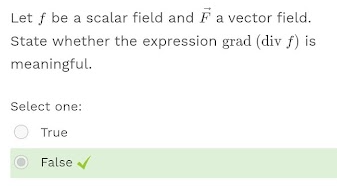 Let f be a scalar field and F⃗ a vector field.
State whether the expression grad (div f) is
meaningful.
Select one:
True
False